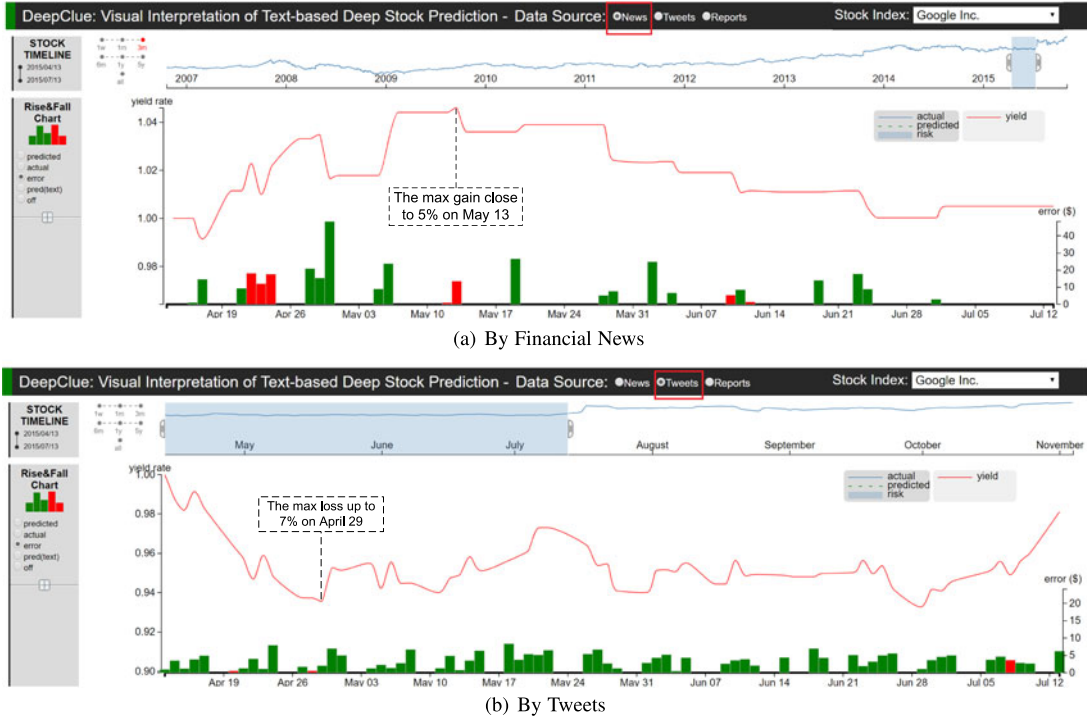 DeepClue: Visual Interpretation of Text-based Deep Stock Prediction - Data Source: News Tweets Reports Stock Index: Google Inc.
STOCK
TIMELINE
2015/04/13
2015/07/13
1w 1m 3m
6m 1y 5y
all
2007 2008 2009 2010 2011 2012 2013 2014 2015
Rise&Fall
Chart
predicted
actual
error
pred(text)
off
yield rate
1.04
1.02
1.00
0.98
actual
predicted
risk
yield
The max gain close
to 5% on May 13
error ($)
40
30
20
10
0
Apr 19 Apr 26 May 03 May 10 May 17 May 24 May 31 Jun 07 Jun 14 Jun 21 Jun 28 Jul 05 Jul 12
(a) By Financial News
DeepClue: Visual Interpretation of Text-based Deep Stock Prediction - Data Source: News Tweets Reports Stock Index: Google Inc.
STOCK
TIMELINE
2015/04/13
2015/07/13
1w 1m 3m
6m 1y 5y
all
May June July August September October November
Rise&Fall
Chart
predicted
actual
error
pred(text)
off
yield rate
1.00
0.98
0.96
0.94
0.92
0.90
actual
predicted
risk
yield
The max loss up to
7% on April 29
error ($)
20
15
10
5
0
Apr 19 Apr 26 May 03 May 10 May 17 May 24 May 31 Jun 07 Jun 14 Jun 21 Jun 28 Jul 05 Jul 12
(b) By Tweets